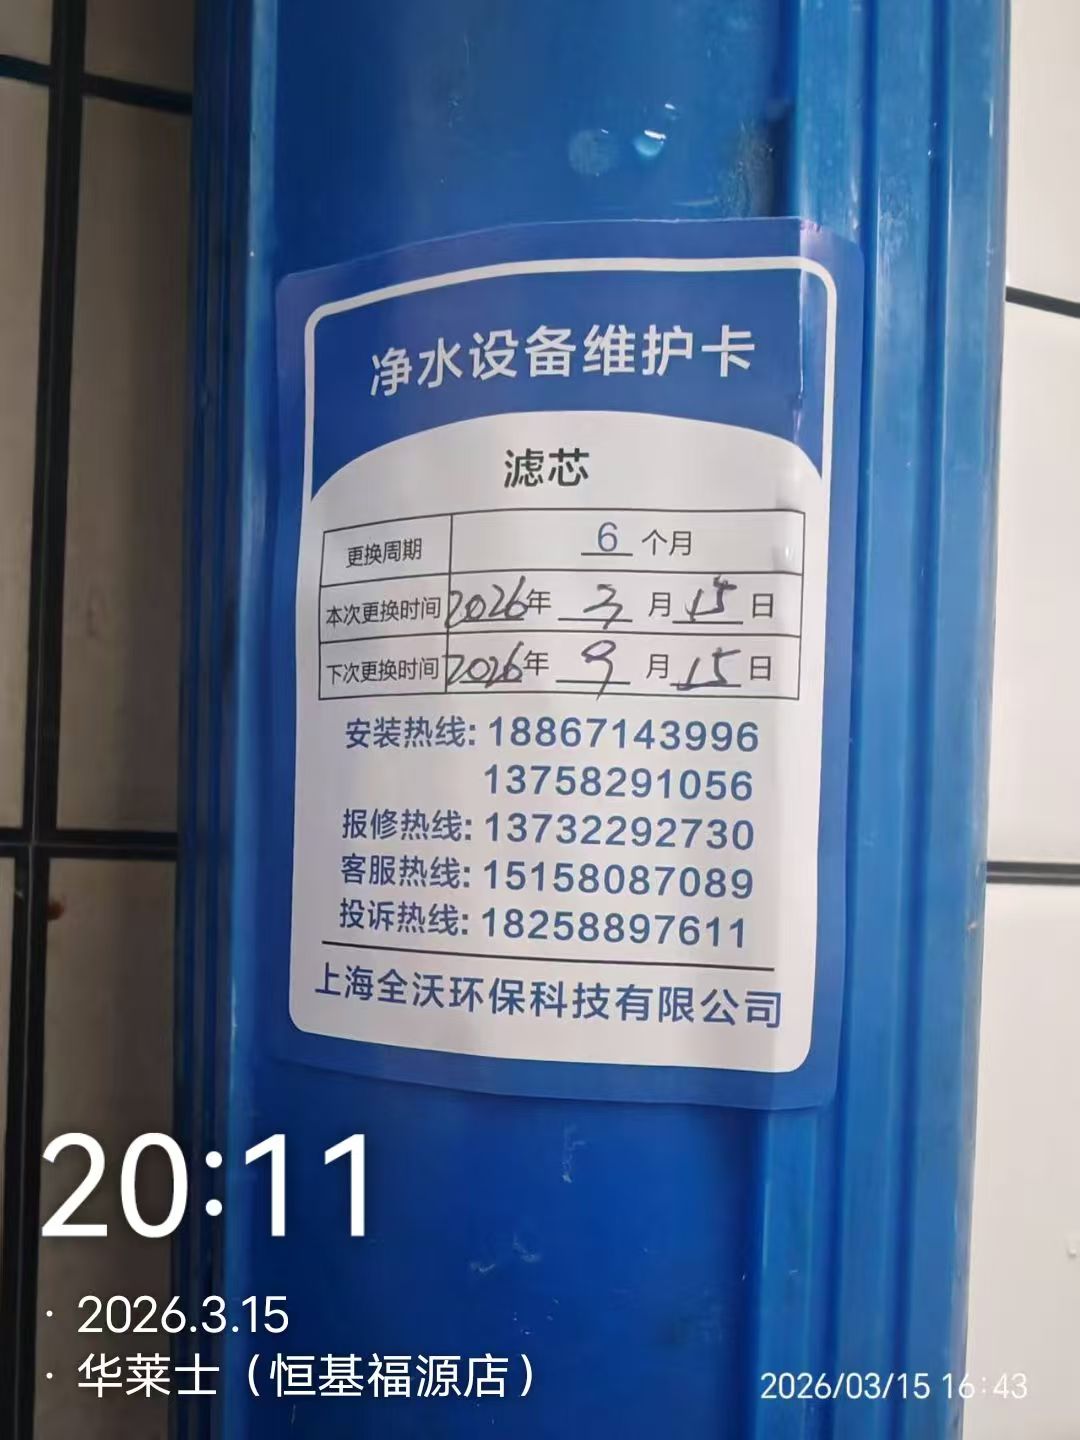 净水设备维护卡
滤芯
更换周期 6 个月
本次更换时间 2026年 3 月 15 日
下次更换时间 2026年 9 月 15 日
安装热线: 18867143996
13758291056
报修热线: 13732292730
客服热线: 15158087089
投诉热线: 18258897611
上海全沃环保科技有限公司
20:11
· 2026.3.15
· 华莱士（恒基福源店）
2026/03/15 16:43